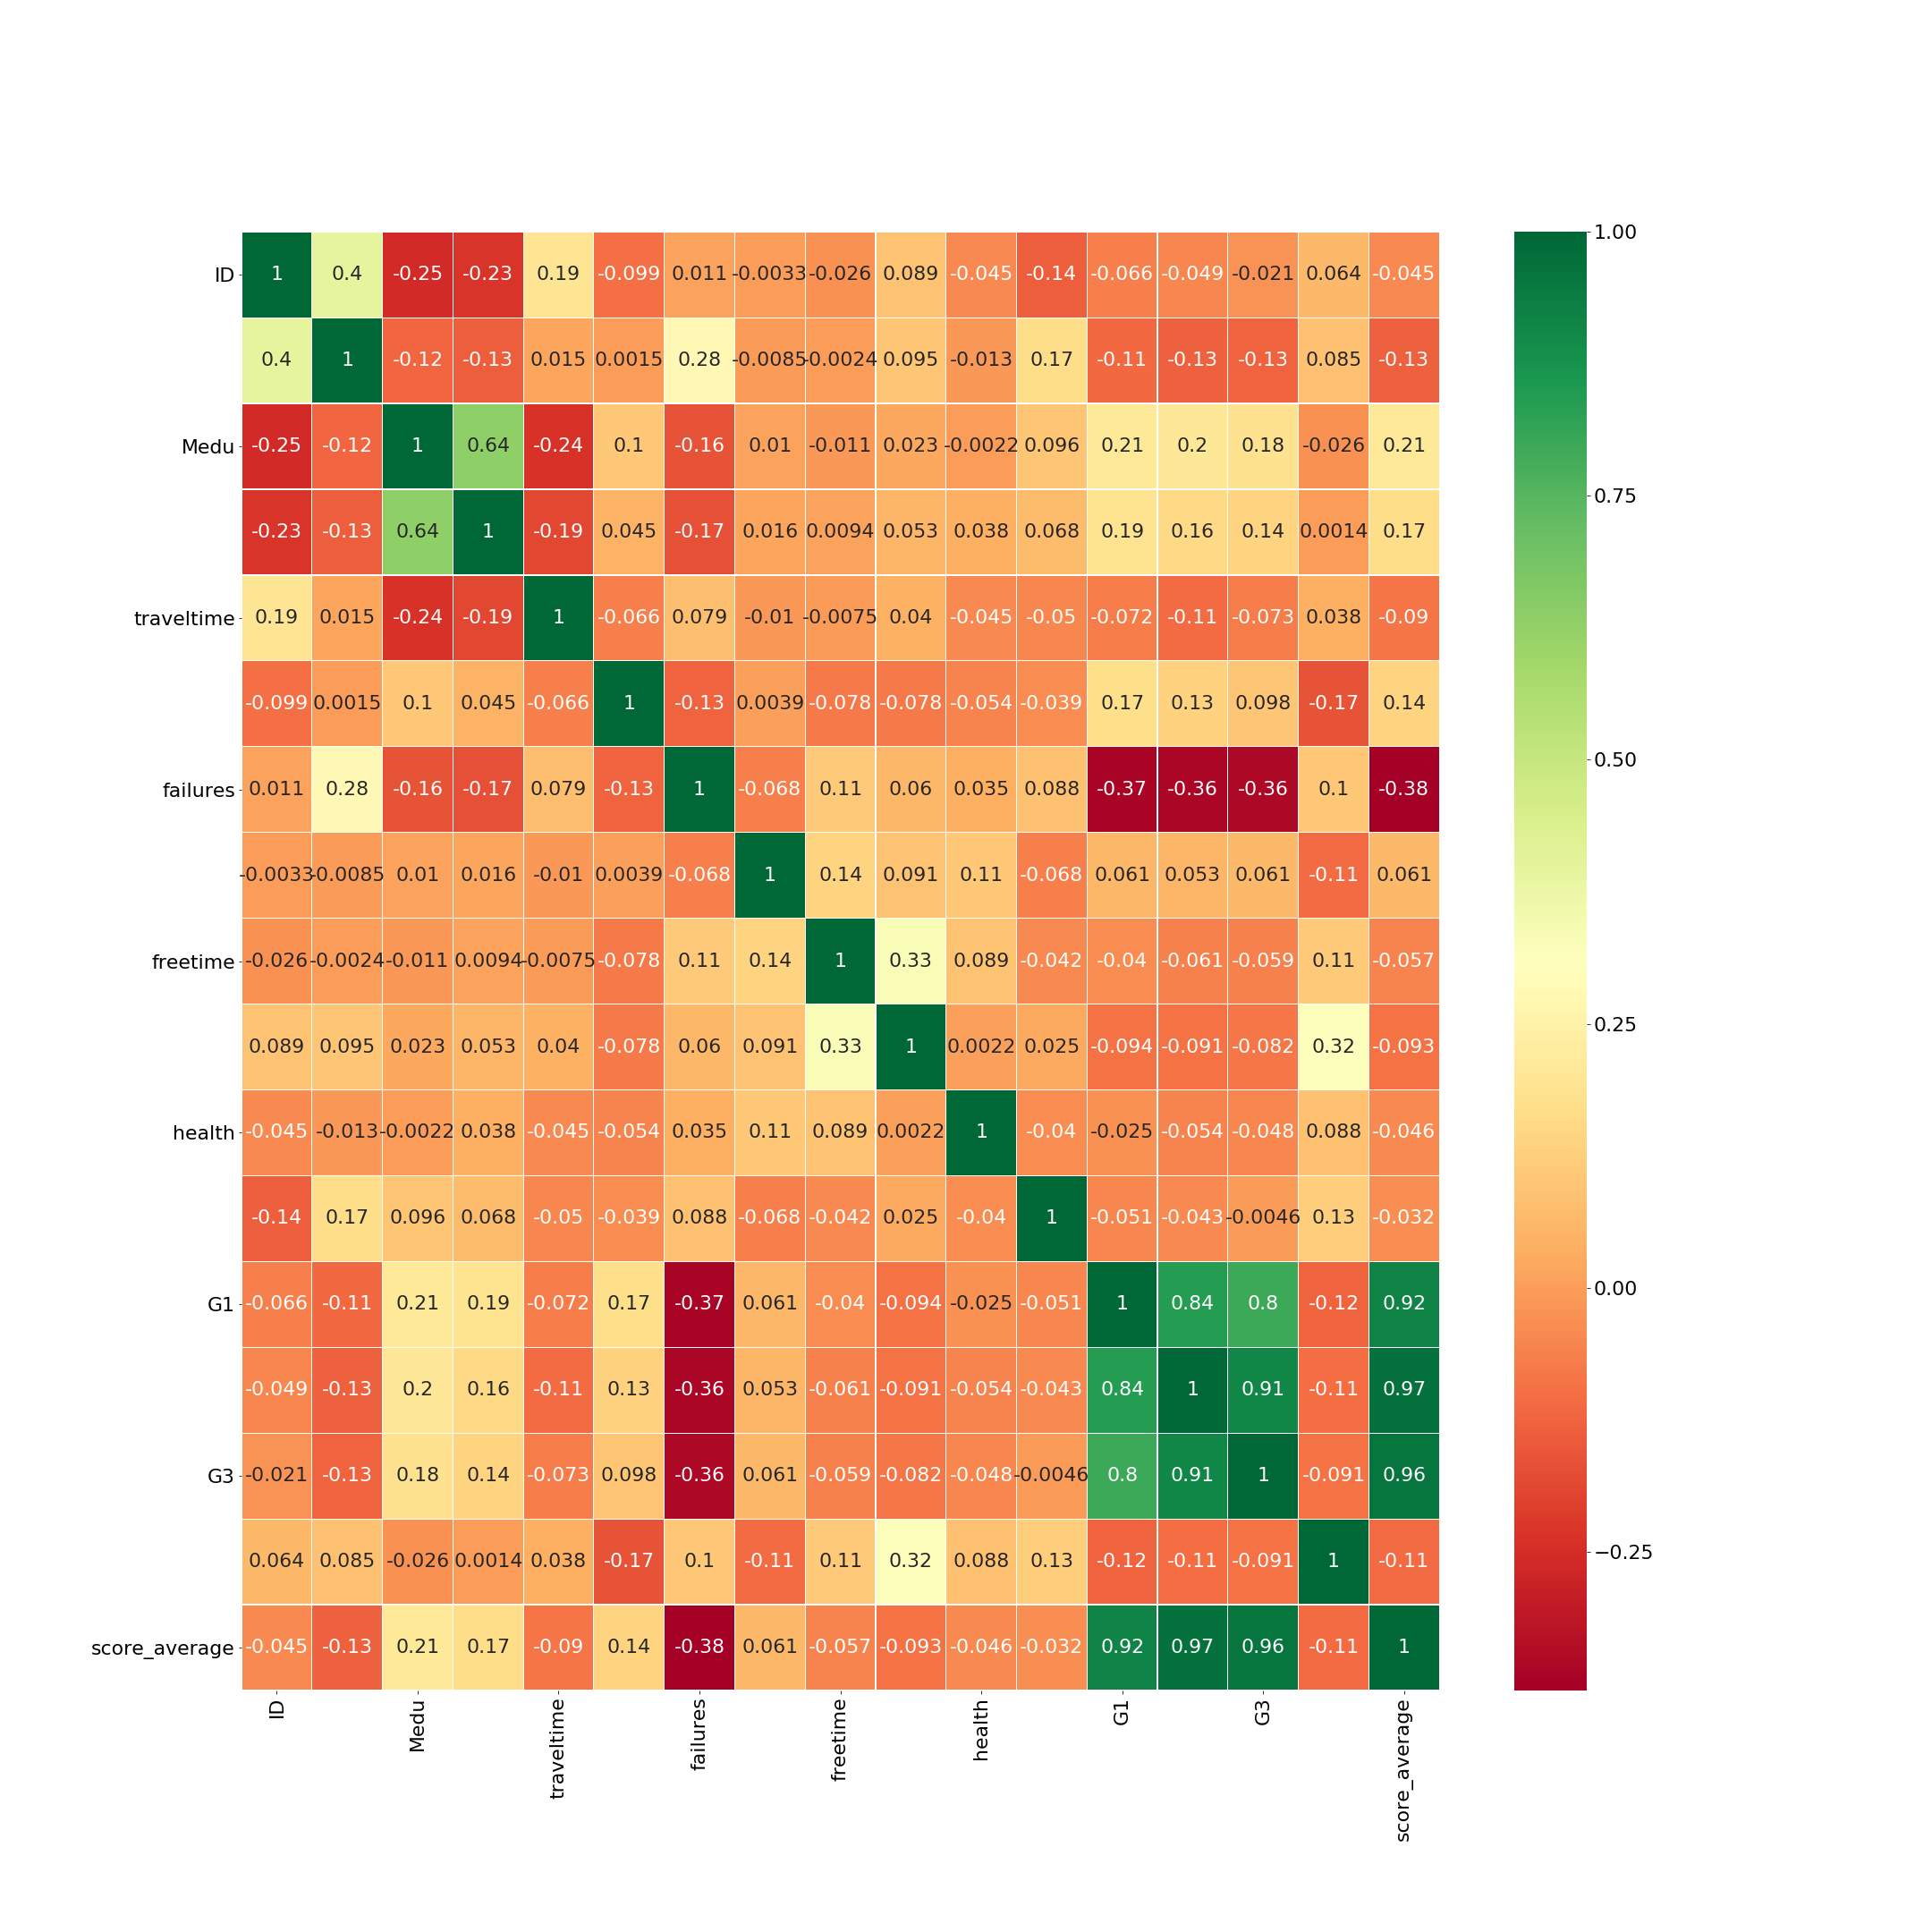 ID 1 0.4 -0.25 -0.23 0.19 -0.099 0.011 -0.0033 -0.026 0.089 -0.045 -0.14 -0.066 -0.049 -0.021 0.064 -0.045
0.4 1 -0.12 -0.13 0.015 0.0015 0.28 -0.0085 -0.0024 0.095 -0.013 0.17 -0.11 -0.13 -0.13 0.085 -0.13
Medu -0.25 -0.12 1 0.64 -0.24 0.1 -0.16 0.01 -0.011 0.023 -0.0022 0.096 0.21 0.2 0.18 -0.026 0.21
-0.23 -0.13 0.64 1 -0.19 0.045 -0.17 0.016 0.0094 0.053 0.038 0.068 0.19 0.16 0.14 0.0014 0.17
traveltime 0.19 0.015 -0.24 -0.19 1 -0.066 0.079 -0.01 -0.0075 0.04 -0.045 -0.05 -0.072 -0.11 -0.073 0.038 -0.09
-0.099 0.0015 0.1 0.045 -0.066 1 -0.13 0.0039 -0.078 -0.078 -0.054 -0.039 0.17 0.13 0.098 -0.17 0.14
failures 0.011 0.28 -0.16 -0.17 0.079 -0.13 1 -0.068 0.11 0.06 0.035 0.088 -0.37 -0.36 -0.36 0.1 -0.38
-0.0033 -0.0085 0.01 0.016 -0.01 0.0039 -0.068 1 0.14 0.091 0.11 -0.068 0.061 0.053 0.061 -0.11 0.061
freetime -0.026 -0.0024 -0.011 0.0094 -0.0075 -0.078 0.11 0.14 1 0.33 0.089 -0.042 -0.04 -0.061 -0.059 0.11 -0.057
0.089 0.095 0.023 0.053 0.04 -0.078 0.06 0.091 0.33 1 0.0022 0.025 -0.094 -0.091 -0.082 0.32 -0.093
health -0.045 -0.013 -0.0022 0.038 -0.045 -0.054 0.035 0.11 0.089 0.0022 1 -0.04 -0.025 -0.054 -0.048 0.088 -0.046
-0.14 0.17 0.096 0.068 -0.05 -0.039 0.088 -0.068 -0.042 0.025 -0.04 1 -0.051 -0.043 -0.0046 0.13 -0.032
G1 -0.066 -0.11 0.21 0.19 -0.072 0.17 -0.37 0.061 -0.04 -0.094 -0.025 -0.051 1 0.84 0.8 -0.12 0.92
-0.049 -0.13 0.2 0.16 -0.11 0.13 -0.36 0.053 -0.061 -0.091 -0.054 -0.043 0.84 1 0.91 -0.11 0.97
G3 -0.021 -0.13 0.18 0.14 -0.073 0.098 -0.36 0.061 -0.059 -0.082 -0.048 -0.0046 0.8 0.91 1 -0.091 0.96
0.064 0.085 -0.026 0.0014 0.038 -0.17 0.1 -0.11 0.11 0.32 0.088 0.13 -0.12 -0.11 -0.091 1 -0.11
score_average -0.045 -0.13 0.21 0.17 -0.09 0.14 -0.38 0.061 -0.057 -0.093 -0.046 -0.032 0.92 0.97 0.96 -0.11 1
ID Medu traveltime failures freetime health G1 G3 score_average
1.00
0.75
0.50
0.25
0.00
−0.25